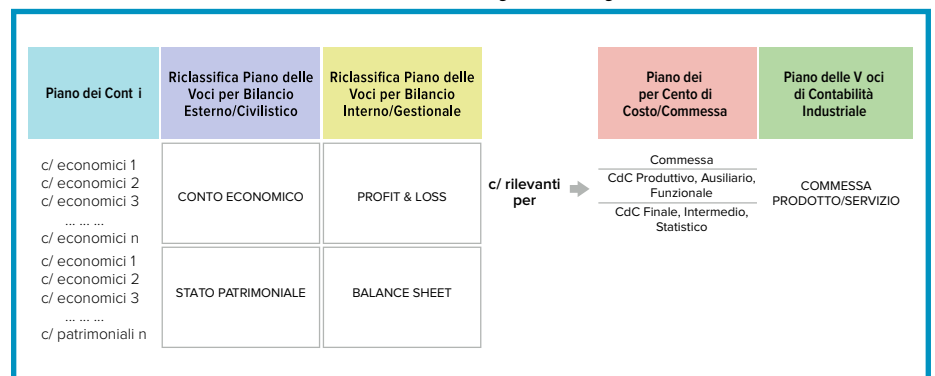 Piano dei Cont i
Riclassifica Piano delle
Voci per Bilancio
Esterno/Civilistico
Riclassifica Piano delle
Voci per Bilancio
Interno/Gestionale
Piano dei
per Cento di
Costo/Commessa
Piano delle V oci
di Contabilità
Industriale
c/ economici 1
c/ economici 2
c/ economici 3
... ... ...
c/ economici n
CONTO ECONOMICO
PROFIT & LOSS
c/ rilevanti
per
Commessa
CdC Produttivo, Ausiliario,
Funzionale
CdC Finale, Intermedio,
Statistico
COMMESSA
PRODOTTO/SERVIZIO
c/ economici 1
c/ economici 2
c/ economici 3
... ... ...
c/ patrimoniali n
STATO PATRIMONIALE
BALANCE SHEET